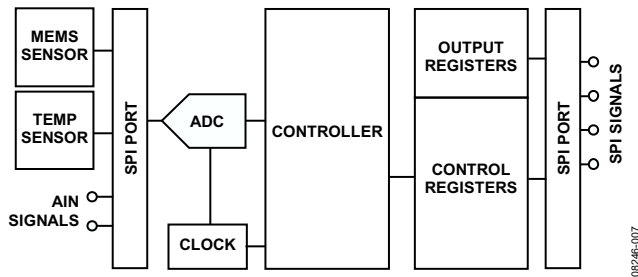 MEMS
SENSOR
TEMP
SENSOR
AIN
SIGNALS
SPI PORT
ADC
CLOCK
CONTROLLER
OUTPUT
REGISTERS
CONTROL
REGISTERS
SPI PORT
SPI SIGNALS
08246-007